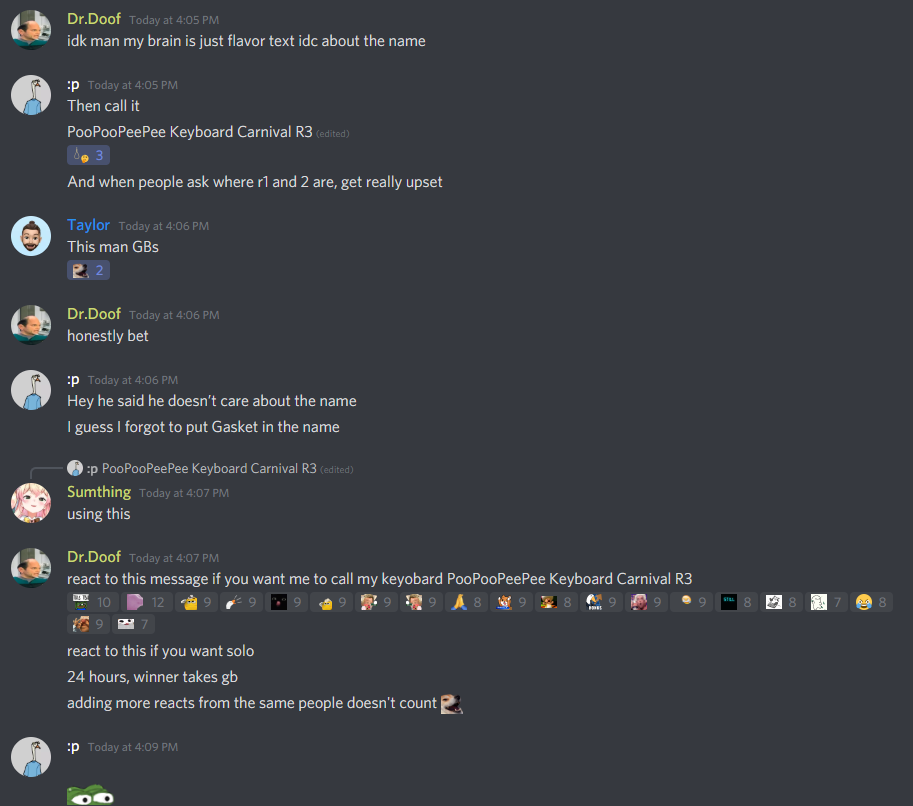 Dr.Doof Today at 4:05 PM
idk man my brain is just flavor text idc about the name
:p Today at 4:05 PM
Then call it
PooPooPeePee Keyboard Carnival R3 (edited)
3
And when people ask where r1 and 2 are, get really upset
Taylor Today at 4:06 PM
This man GBs
2
Dr.Doof Today at 4:06 PM
honestly bet
:p Today at 4:06 PM
Hey he said he doesn't care about the name
I guess I forgot to put Gasket in the name
:p PooPooPeePee Keyboard Carnival R3 (edited)
Sumthing Today at 4:07 PM
using this
Dr.Doof Today at 4:07 PM
react to this message if you want me to call my keyobard PooPooPeePee Keyboard Carnival R3
10 12 9 9 9 9 9 9 8 9 8 9 9 9 STILL 8 8 7 8
9 7
react to this if you want solo
24 hours, winner takes gb
adding more reacts from the same people doesn't count
:p Today at 4:09 PM